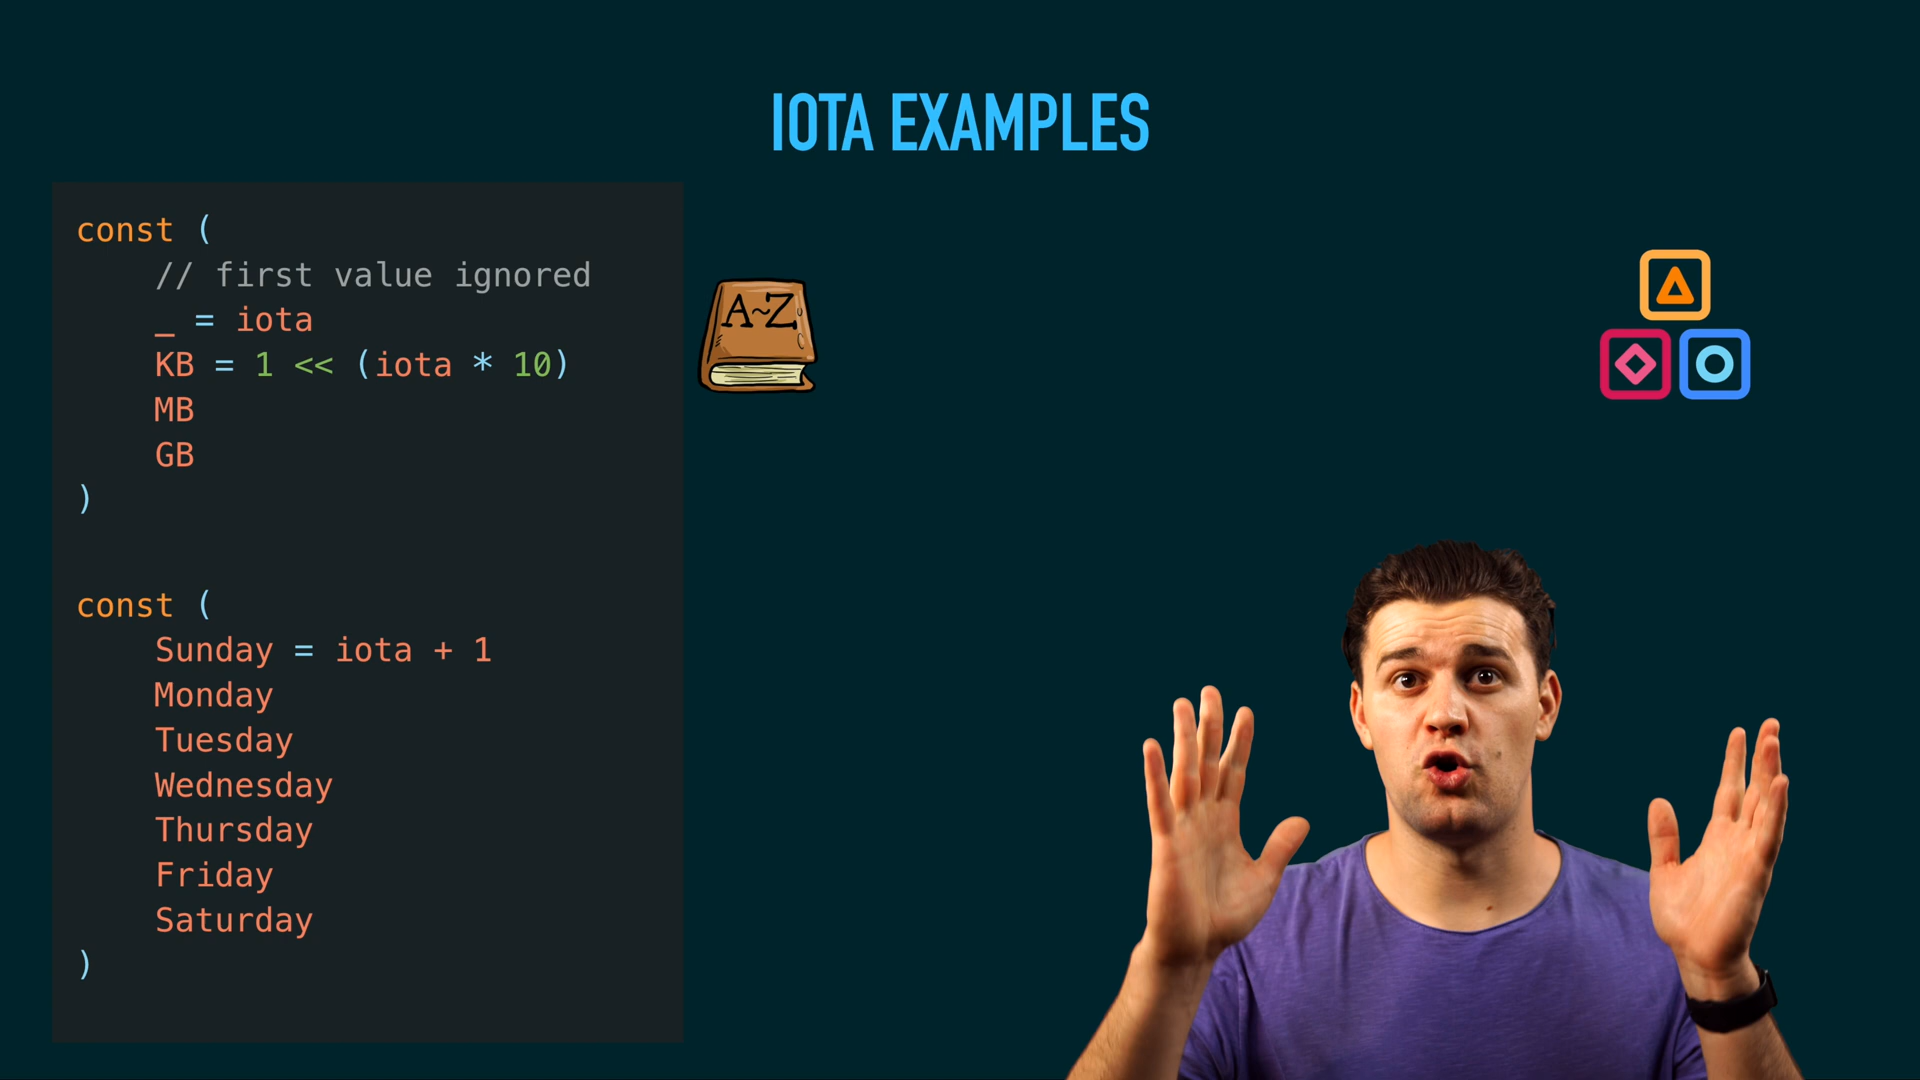 IOTA EXAMPLES
const (
// first value ignored
_ = iota
KB = 1 << (iota * 10)
MB
GB
)
const (
Sunday = iota + 1
Monday
Tuesday
Wednesday
Thursday
Friday
Saturday
)
A~Z